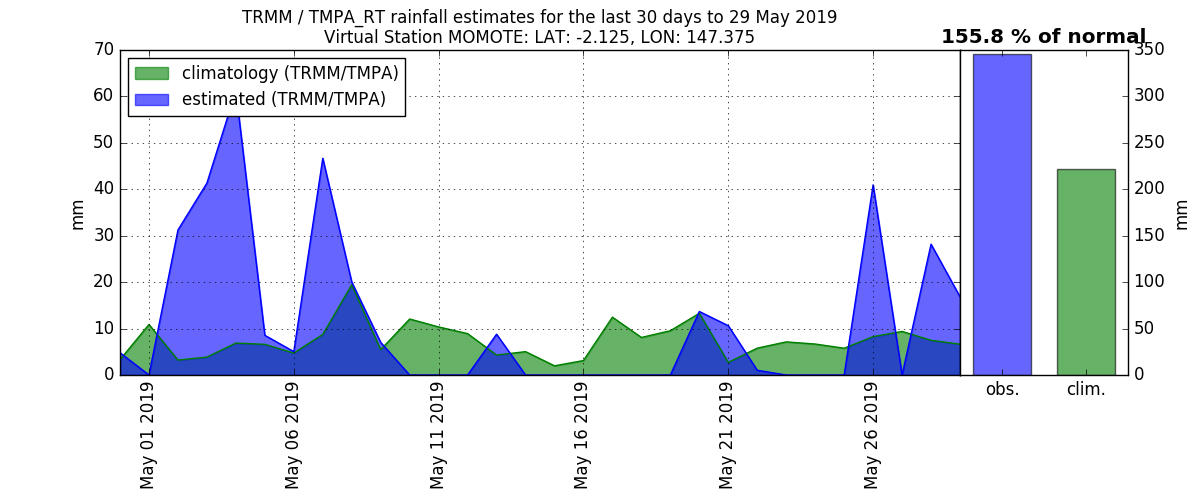 TRMM / TMPA_RT rainfall estimates for the last 30 days to 29 May 2019
Virtual Station MOMOTE: LAT: -2.125, LON: 147.375
155.8 % of normal
climatology (TRMM/TMPA)
estimated (TRMM/TMPA)
mm
70
60
50
40
30
20
10
0
May 01 2019
May 06 2019
May 11 2019
May 16 2019
May 21 2019
May 26 2019
350
300
250
200
150
100
50
0
mm
obs.
clim.